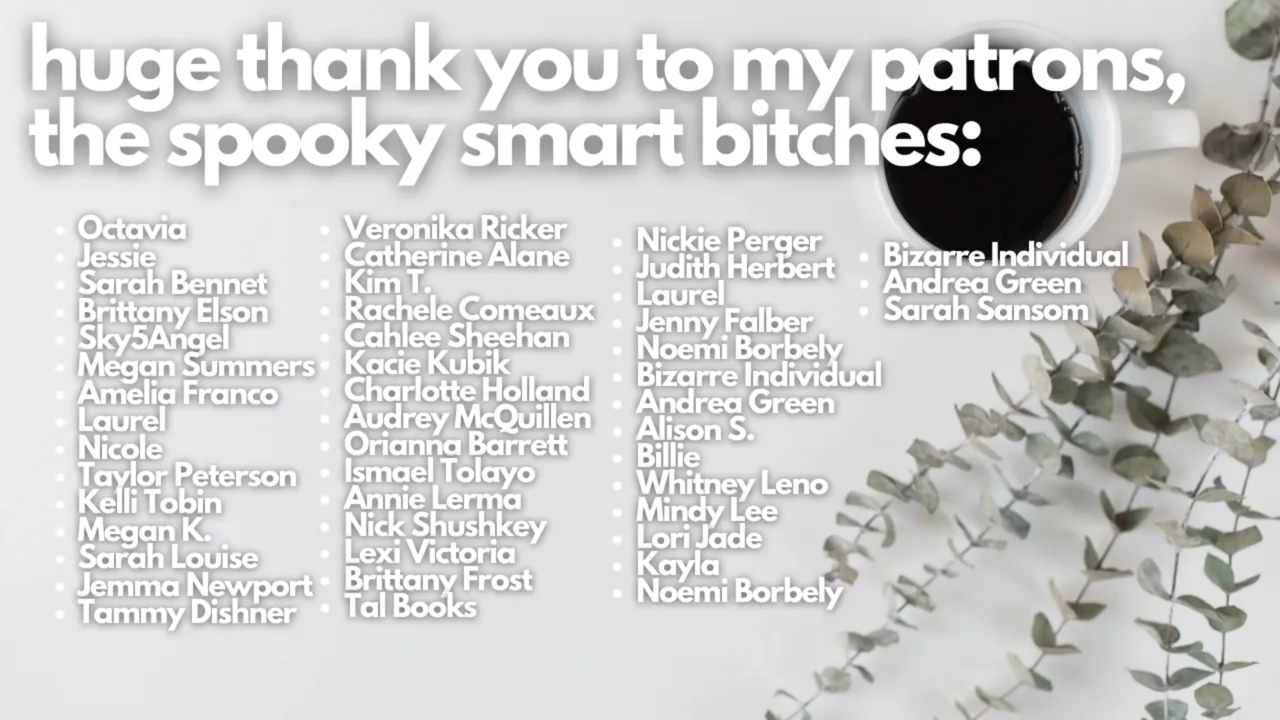 huge thank you to my patrons,
the spooky smart bitches:
Octavia
Jessie
Sarah Bennet
Brittany Elson
Sky5Angel
Megan Summers
Amelia Franco
Laurel
Nicole
Taylor Peterson
Kelli Tobin
Megan K.
Sarah Louise
Jemma Newport
Tammy Dishner
Veronika Ricker
Catherine Alane
Kim T.
Rachele Comeaux
Cahlee Sheehan
Kacie Kubik
Charlotte Holland
Audrey McQuillen
Orianna Barrett
Ismael Tolayo
Annie Lerma
Nick Shushkey
Lexi Victoria
Brittany Frost
Tal Books
Nickie Perger
Judith Herbert
Laurel
Jenny Falber
Noemi Borbely
Bizarre Individual
Andrea Green
Alison S.
Billie
Whitney Leno
Mindy Lee
Lori Jade
Kayla
Noemi Borbely
Bizarre Individual
Andrea Green
Sarah Sansom